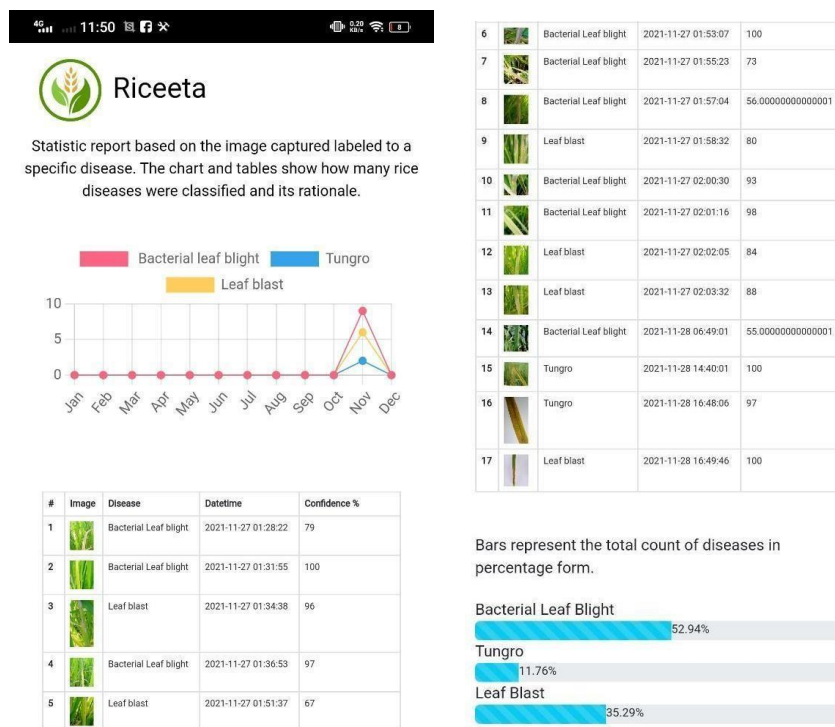 4G 11:50 0.20 KB/s 8
Riceeta
Statistic report based on the image captured labeled to a
specific disease. The chart and tables show how many rice
diseases were classified and its rationale.
Bacterial leaf blight Tungro
Leaf blast
10
5
0
Jan Feb Mar Apr May Jun Jul Aug Sep Oct Nov Dec
# Image Disease Datetime Confidence %
1 Bacterial Leaf blight 2021-11-27 01:28:22 79
2 Bacterial Leaf blight 2021-11-27 01:31:55 100
3 Leaf blast 2021-11-27 01:34:38 96
4 Bacterial Leaf blight 2021-11-27 01:36:53 97
5 Leaf blast 2021-11-27 01:51:37 67
6 Bacterial Leaf blight 2021-11-27 01:53:07 100
7 Bacterial Leaf blight 2021-11-27 01:55:23 73
8 Bacterial Leaf blight 2021-11-27 01:57:04 56.00000000000001
9 Leaf blast 2021-11-27 01:58:32 80
10 Bacterial Leaf blight 2021-11-27 02:00:30 93
11 Bacterial Leaf blight 2021-11-27 02:01:16 98
12 Leaf blast 2021-11-27 02:02:05 84
13 Leaf blast 2021-11-27 02:03:32 88
14 Bacterial Leaf blight 2021-11-28 06:49:01 55.00000000000001
15 Tungro 2021-11-28 14:40:01 100
16 Tungro 2021-11-28 16:48:06 97
17 Leaf blast 2021-11-28 16:49:46 100
Bars represent the total count of diseases in
percentage form.
Bacterial Leaf Blight
52.94%
Tungro
11.76%
Leaf Blast
35.29%